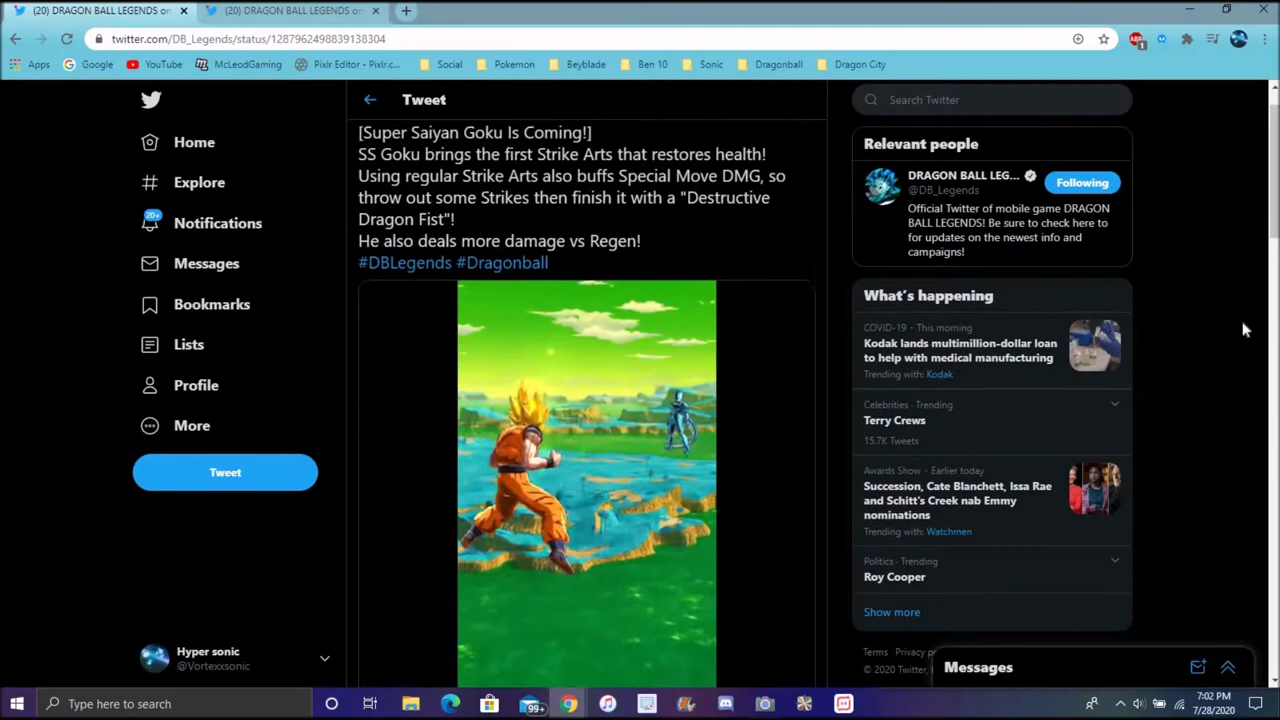 (20) DRAGON BALL LEGENDS on
(20) DRAGON BALL LEGENDS on
twitter.com/DB_Legends/status/1287962498839138304
Apps
Google
YouTube
McLeodGaming
Pixlr Editor - Pixlr.c...
Social
Pokemon
Beyblade
Ben 10
Sonic
Dragonball
Dragon City
Home
Explore
20+
Notifications
Messages
Bookmarks
Lists
Profile
More
Tweet
Hyper sonic
@Vortexxsonic
Tweet
[Super Saiyan Goku Is Coming!]
SS Goku brings the first Strike Arts that restores health!
Using regular Strike Arts also buffs Special Move DMG, so
throw out some Strikes then finish it with a "Destructive
Dragon Fist"!
He also deals more damage vs Regen!
#DBLegends #Dragonball
Search Twitter
Relevant people
DRAGON BALL LEG...
@DB_Legends
Following
Official Twitter of mobile game DRAGON
BALL LEGENDS! Be sure to check here to
for updates on the newest info and
campaigns!
What's happening
COVID-19 · This morning
Kodak lands multimillion-dollar loan
to help with medical manufacturing
Trending with: Kodak
Celebrities · Trending
Terry Crews
15.7K Tweets
Awards Show · Earlier today
Succession, Cate Blanchett, Issa Rae
and Schitt's Creek nab Emmy
nominations
Trending with: Watchmen
Politics · Trending
Roy Cooper
Show more
Terms Privacy
© 2020 Twitter,
Messages
Type here to search
99+
7:02 PM
7/28/2020